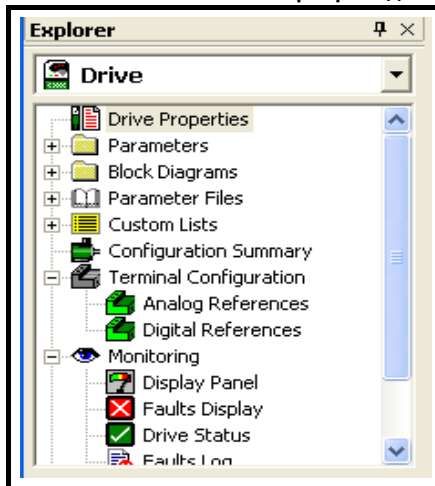 Explorer
Drive
Drive Properties
Parameters
Block Diagrams
Parameter Files
Custom Lists
Configuration Summary
Terminal Configuration
Analog References
Digital References
Monitoring
Display Panel
Faults Display
Drive Status
Faults Log